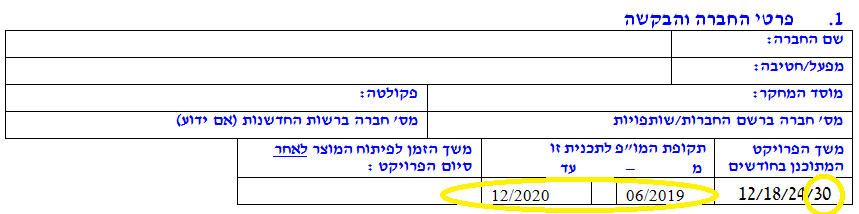 1. פרטי החברה והבקשה
שם החברה:
מפעל/חטיבה:
מוסד המחקר: פקולטה:
מס' חברה ברשם החברות/שותפויות מס' חברה ברשות החדשנות (אם ידוע)
משך הפרויקט תקופת המו"פ לתכנית זו משך הזמן לפיתוח המוצר לאחר
המתוכנן בחודשים מ – עד סיום הפרויקט :
12/18/24/30 06/2019 12/2020